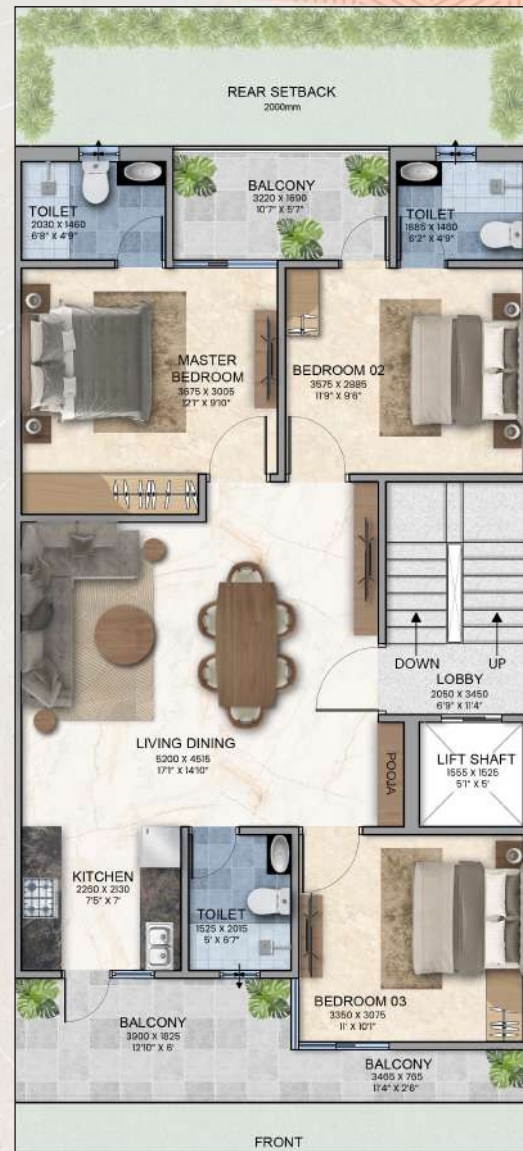 REAR SETBACK
2000mm
TOILET
2030 X 1460
6'8" X 4'9"
BALCONY
3220 X 1690
10'7" X 5'7"
TOILET
1885 X 1460
6'2" X 4'9"
MASTER
BEDROOM
3675 X 3005
12'1" X 9'10"
BEDROOM 02
3575 X 2885
11'9" X 9'6"
DOWN
UP
LOBBY
2050 X 3450
6'9" X 11'4"
LIVING DINING
5200 X 4515
17'1" X 14'10"
POOJA
LIFT SHAFT
1555 X 1525
5'1" X 5'
KITCHEN
2260 X 2130
7'5" X 7'
TOILET
1525 X 2015
5' X 6'7"
BEDROOM 03
3350 X 3075
11' X 10'1"
BALCONY
3900 X 1825
12'10" X 6'
BALCONY
3465 X 765
11'4" X 2'6"
FRONT